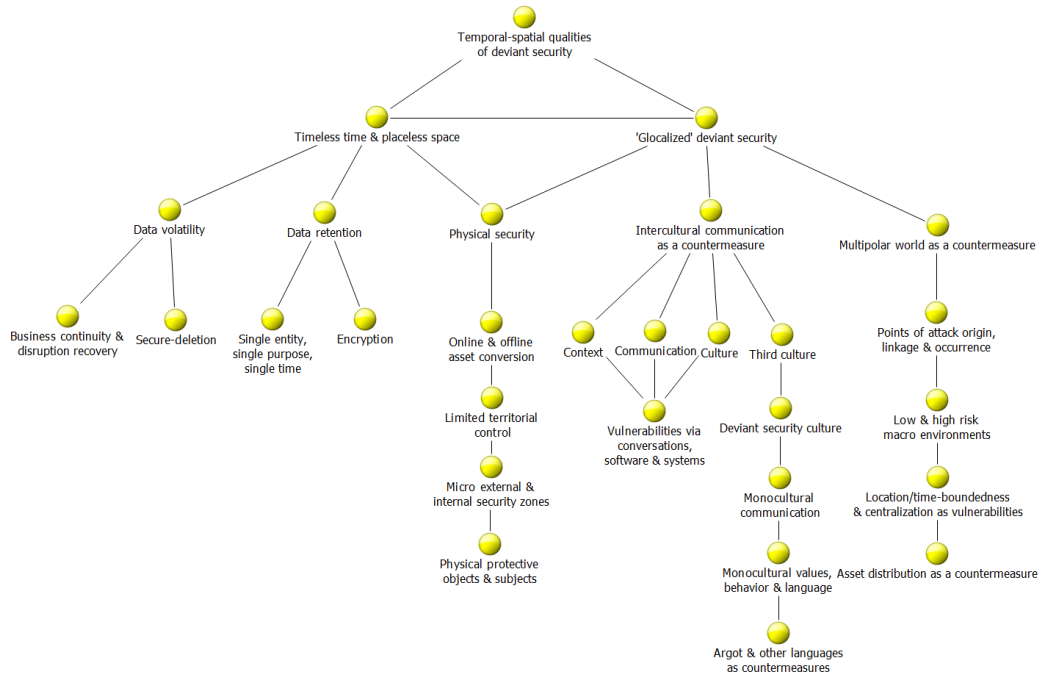 Temporal-spatial qualities
of deviant security
Timeless time & placeless space
'Glocalized' deviant security
Data volatility
Data retention
Physical security
Intercultural communication
as a countermeasure
Multipolar world as a countermeasure
Business continuity &
disruption recovery
Secure-deletion
Single entity,
single purpose,
single time
Encryption
Online & offline
asset conversion
Context
Communication
Culture
Third culture
Points of attack origin,
linkage & occurrence
Limited territorial
control
Vulnerabilities via
conversations,
software & systems
Deviant security culture
Low & high risk
macro environments
Micro external &
internal security zones
Monocultural
communication
Location/time-boundedness
& centralization as vulnerabilities
Physical protective
objects & subjects
Monocultural values,
behavior & language
Asset distribution as a countermeasure
Argot & other languages
as countermeasures